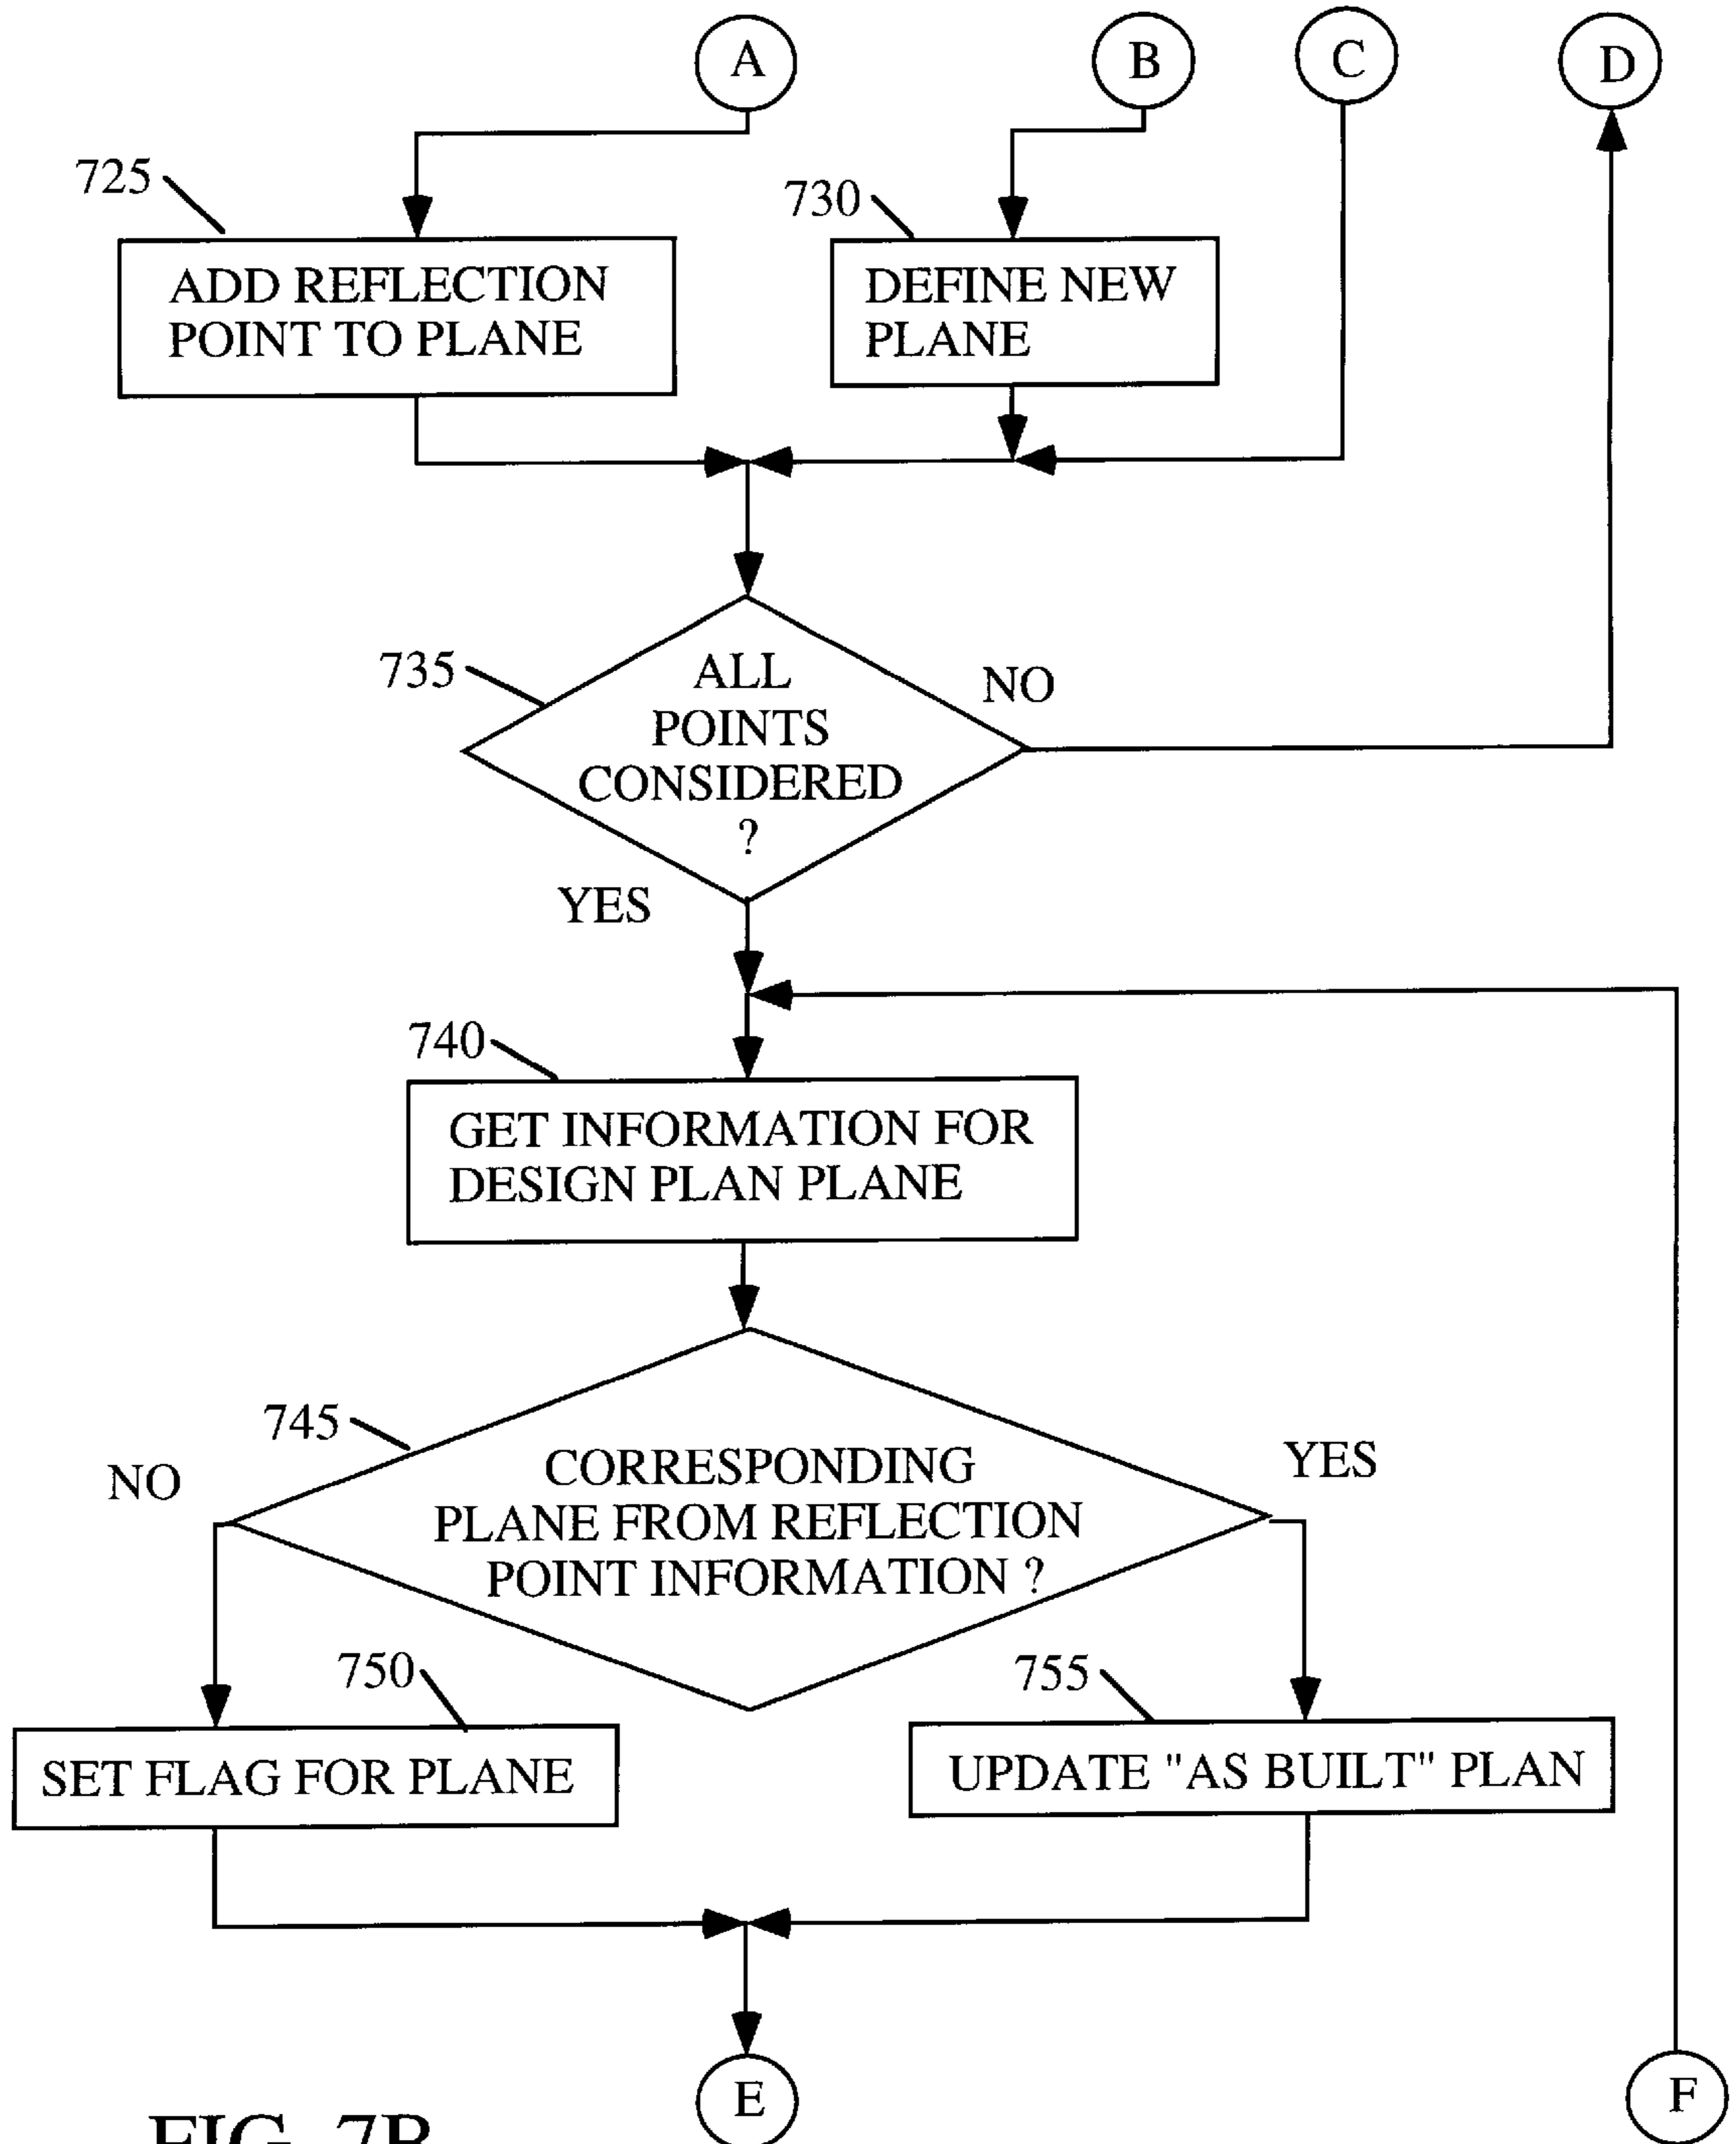 A
B
C
D
725
730
ADD REFLECTION
POINT TO PLANE
DEFINE NEW
PLANE
735
ALL
POINTS
CONSIDERED
?
NO
YES
740
GET INFORMATION FOR
DESIGN PLAN PLANE
745
NO
CORRESPONDING
PLANE FROM REFLECTION
POINT INFORMATION ?
YES
750
755
SET FLAG FOR PLANE
UPDATE "AS BUILT" PLAN
E
F
FIG. 7B